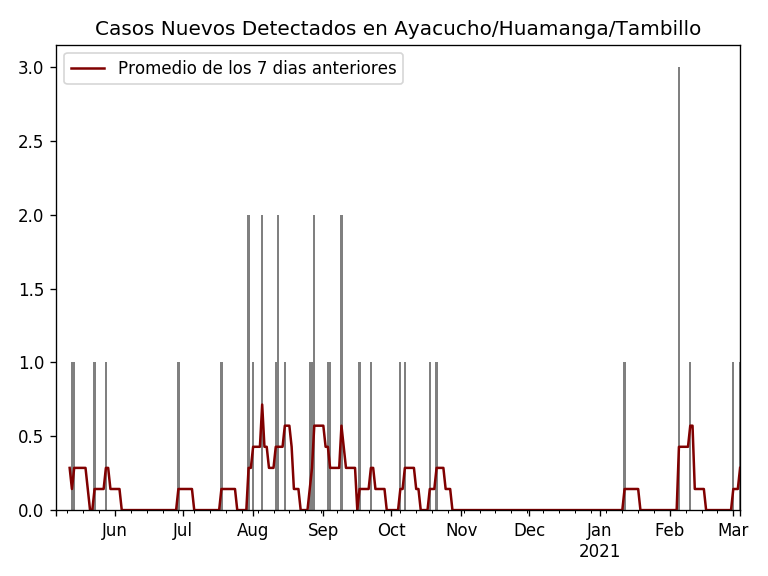 Casos Nuevos Detectados en Ayacucho/Huamanga/Tambillo
Promedio de los 7 dias anteriores
3.0
2.5
2.0
1.5
1.0
0.5
0.0
Jun Jul Aug Sep Oct Nov Dec Jan Feb Mar
2021